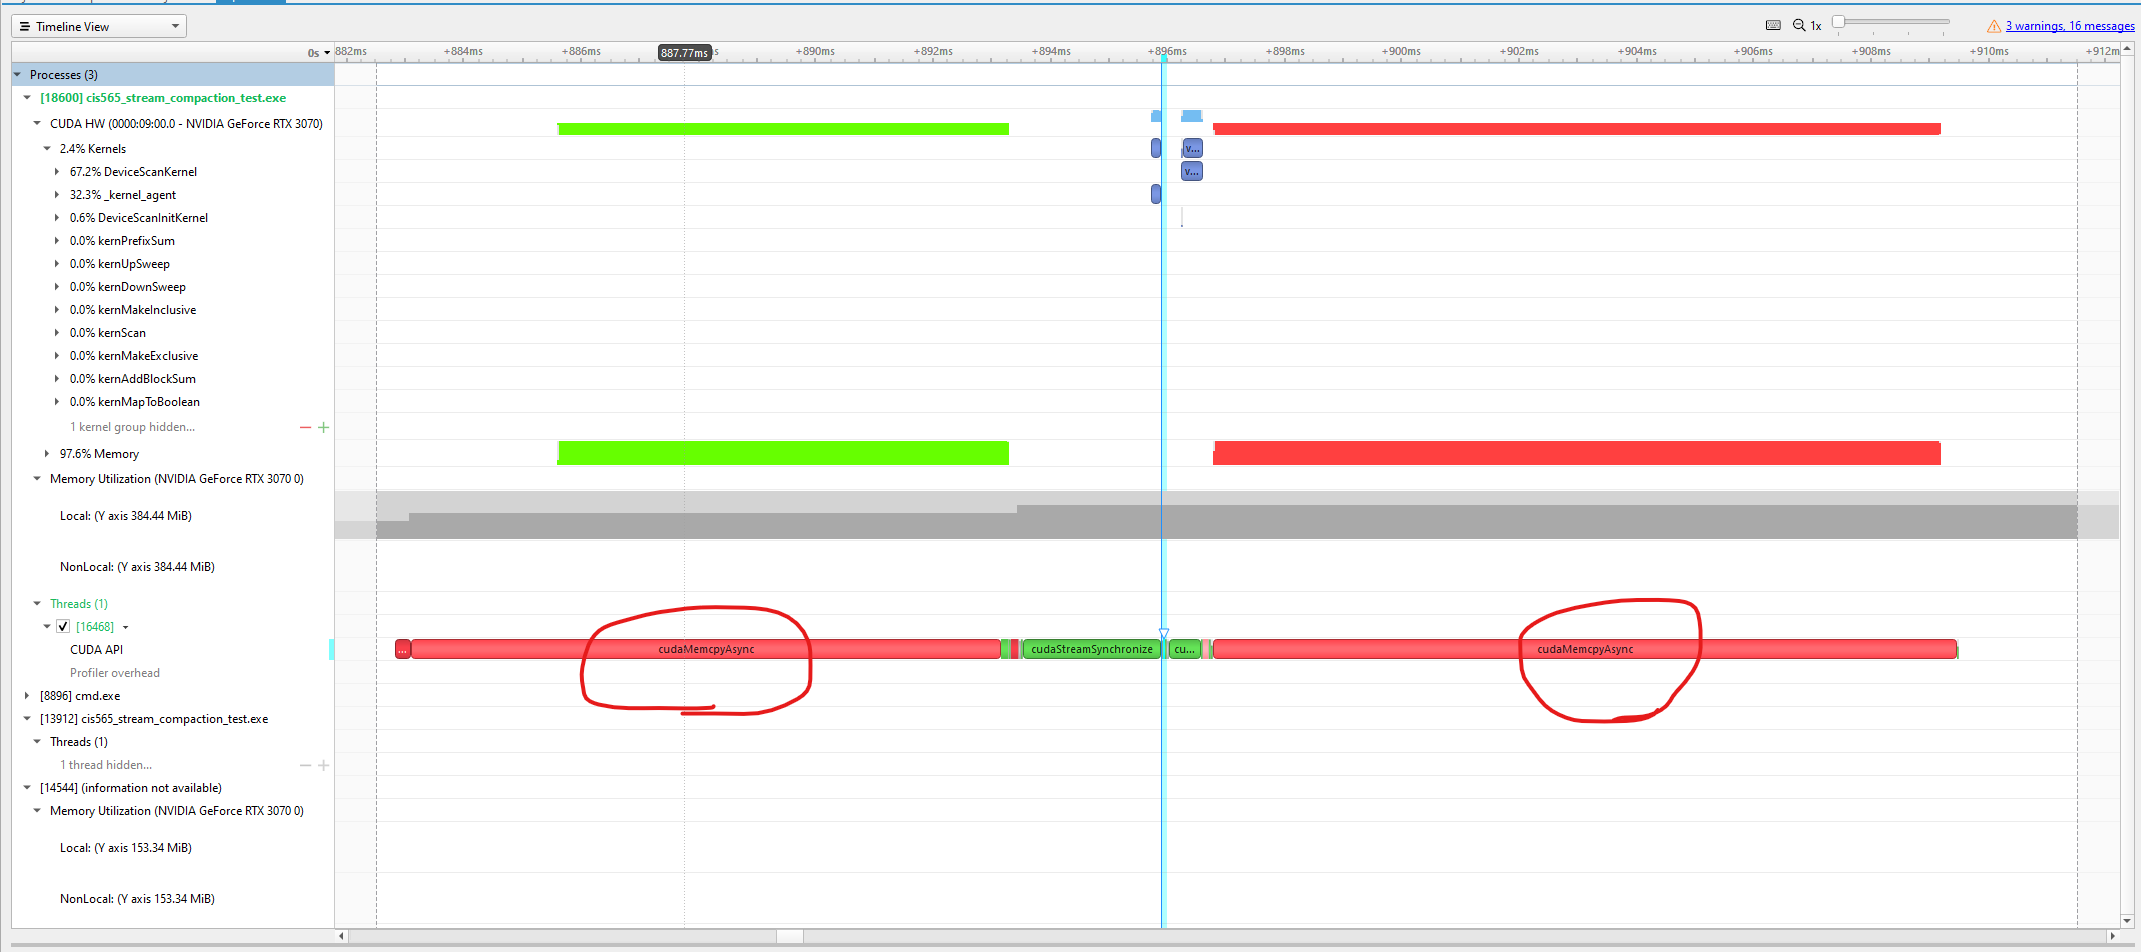 Timeline View
1x
3 warnings, 16 messages
0s
882ms +884ms +886ms 887.77ms +890ms +892ms +894ms +896ms +898ms +900ms +902ms +904ms +906ms +908ms +910ms +912m
Processes (3)
[18600] cis565_stream_compaction_test.exe
CUDA HW (0000:09:00.0 - NVIDIA GeForce RTX 3070)
2.4% Kernels
v...
67.2% DeviceScanKernel
v...
32.3% _kernel_agent
0.6% DeviceScanInitKernel
0.0% kernPrefixSum
0.0% kernUpSweep
0.0% kernDownSweep
0.0% kernMakeInclusive
0.0% kernScan
0.0% kernMakeExclusive
0.0% kernAddBlockSum
0.0% kernMapToBoolean
1 kernel group hidden...
97.6% Memory
Memory Utilization (NVIDIA GeForce RTX 3070 0)
Local: (Y axis 384.44 MiB)
NonLocal: (Y axis 384.44 MiB)
Threads (1)
[16468]
CUDA API
... cudaMemcpyAsync cudaStreamSynchronize cu... cudaMemcpyAsync
Profiler overhead
[8896] cmd.exe
[13912] cis565_stream_compaction_test.exe
Threads (1)
1 thread hidden...
[14544] (information not available)
Memory Utilization (NVIDIA GeForce RTX 3070 0)
Local: (Y axis 153.34 MiB)
NonLocal: (Y axis 153.34 MiB)